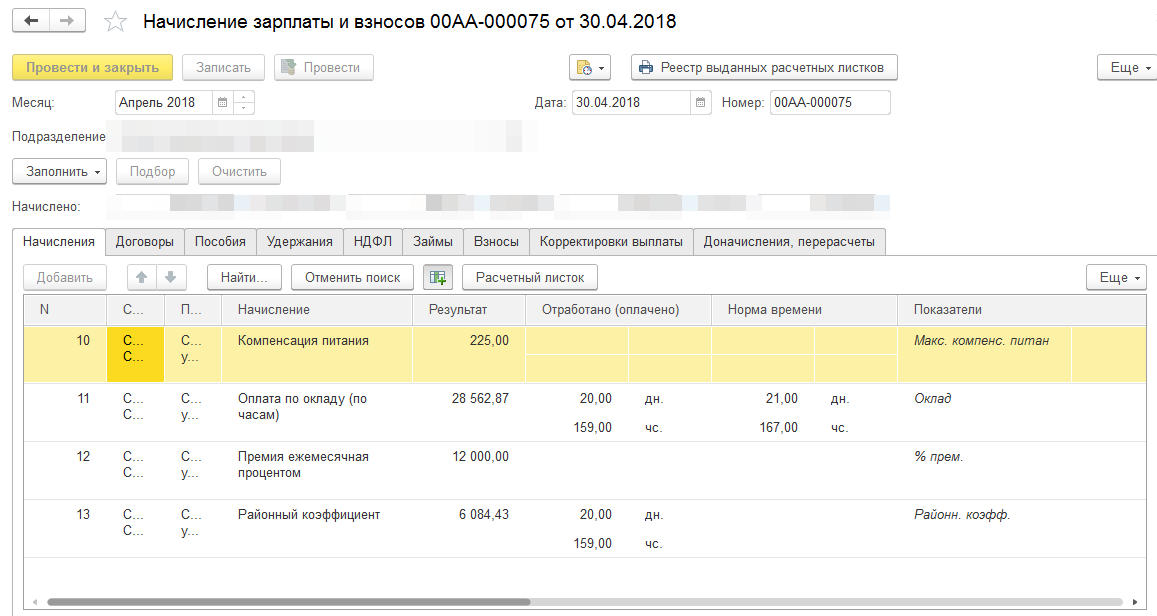 Начисление зарплаты и взносов 00АА-000075 от 30.04.2018
Провести и закрыть Записать Провести Реестр выданных расчетных листков Еще
Месяц: Апрель 2018 Дата: 30.04.2018 Номер: 00АА-000075
Подразделение
Заполнить Подбор Очистить
Начислено:
Начисления Договоры Пособия Удержания НДФЛ Займы Взносы Корректировки выплаты Доначисления, перерасчеты
Добавить Найти... Отменить поиск Расчетный листок Еще
N С... П... Начисление Результат Отработано (оплачено) Норма времени Показатели
10 С... С... Компенсация питания 225,00 Макс. компенс. питан
С... у...
11 С... С... Оплата по окладу (по 28 562,87 20,00 дн. 21,00 дн. Оклад
С... у... часам)
159,00 чс. 167,00 чс.
12 С... С... Премия ежемесячная 12 000,00 % прем.
С... у... процентом
13 С... С... Районный коэффициент 6 084,43 20,00 дн. Районн. коэфф.
С... у...
159,00 чс.